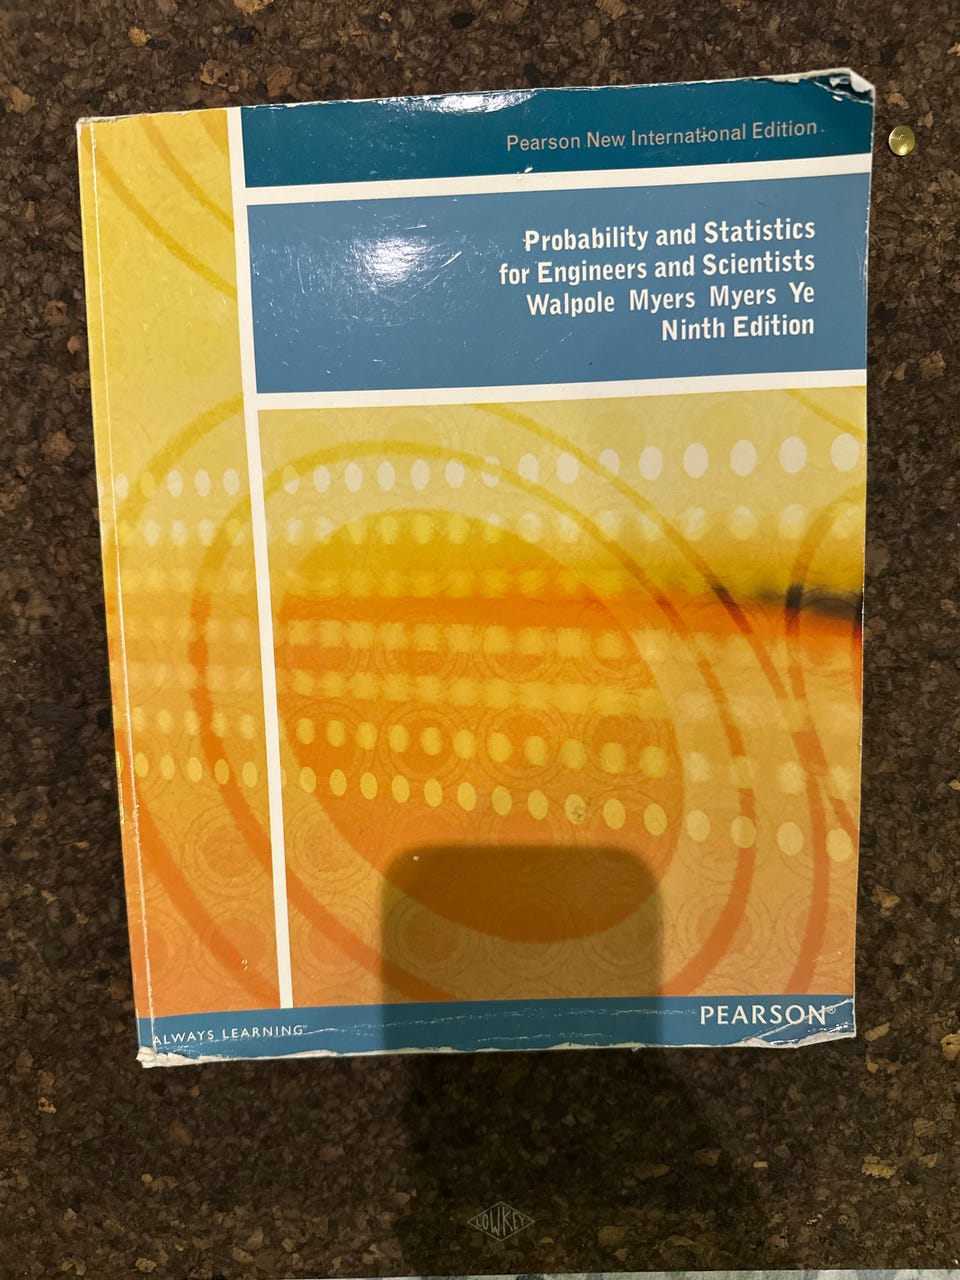 Pearson New International Edition
Probability and Statistics
for Engineers and Scientists
Walpole Myers Myers Ye
Ninth Edition
ALWAYS LEARNING
PEARSON®
LOWKEY